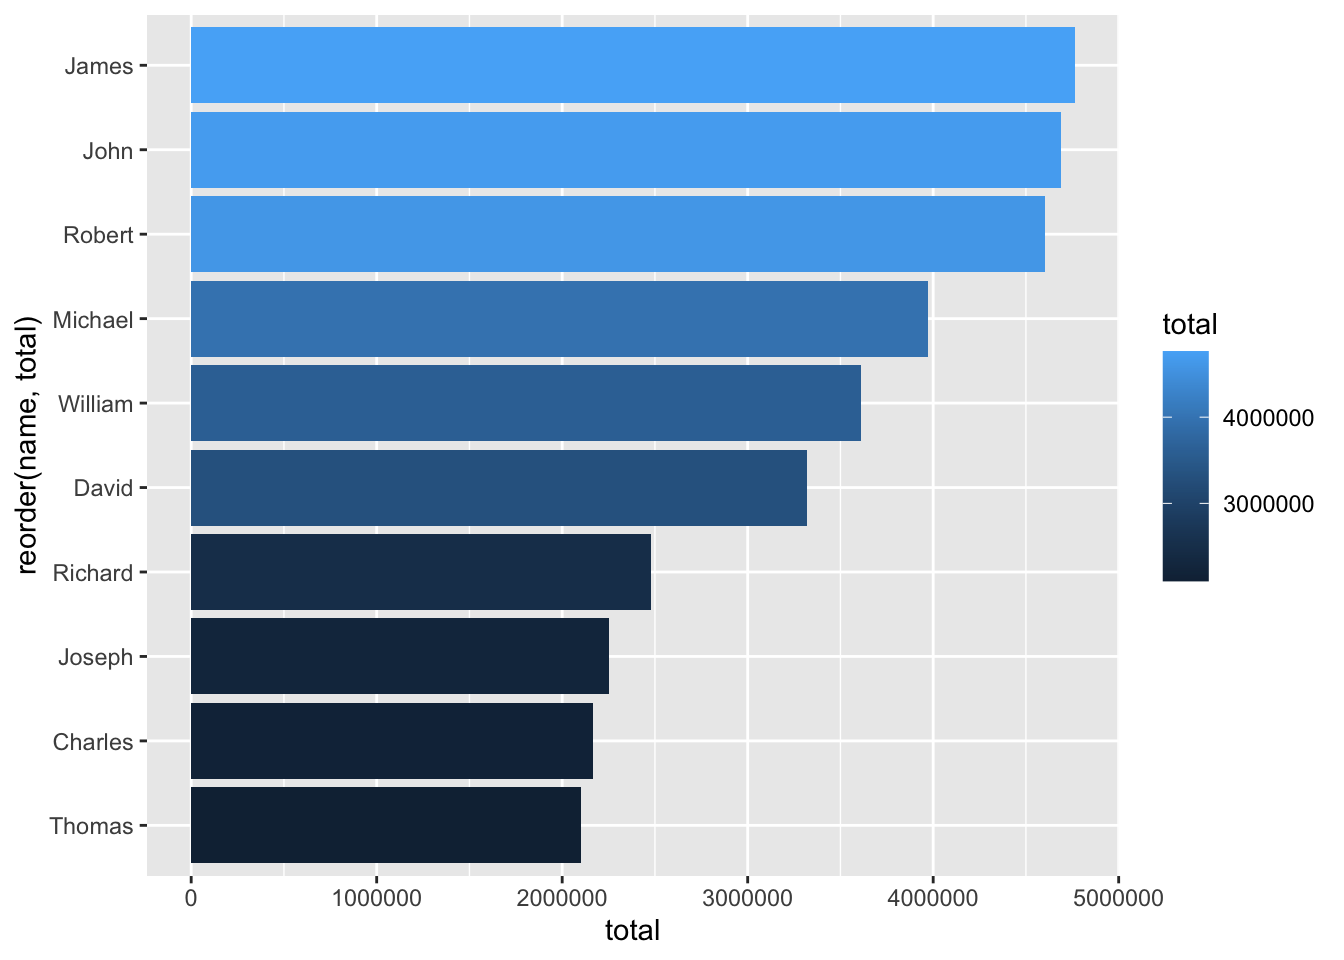 James
John
Robert
Michael
William
David
Richard
Joseph
Charles
Thomas
reorder(name, total)
0 1000000 2000000 3000000 4000000 5000000
total
total
4000000
3000000